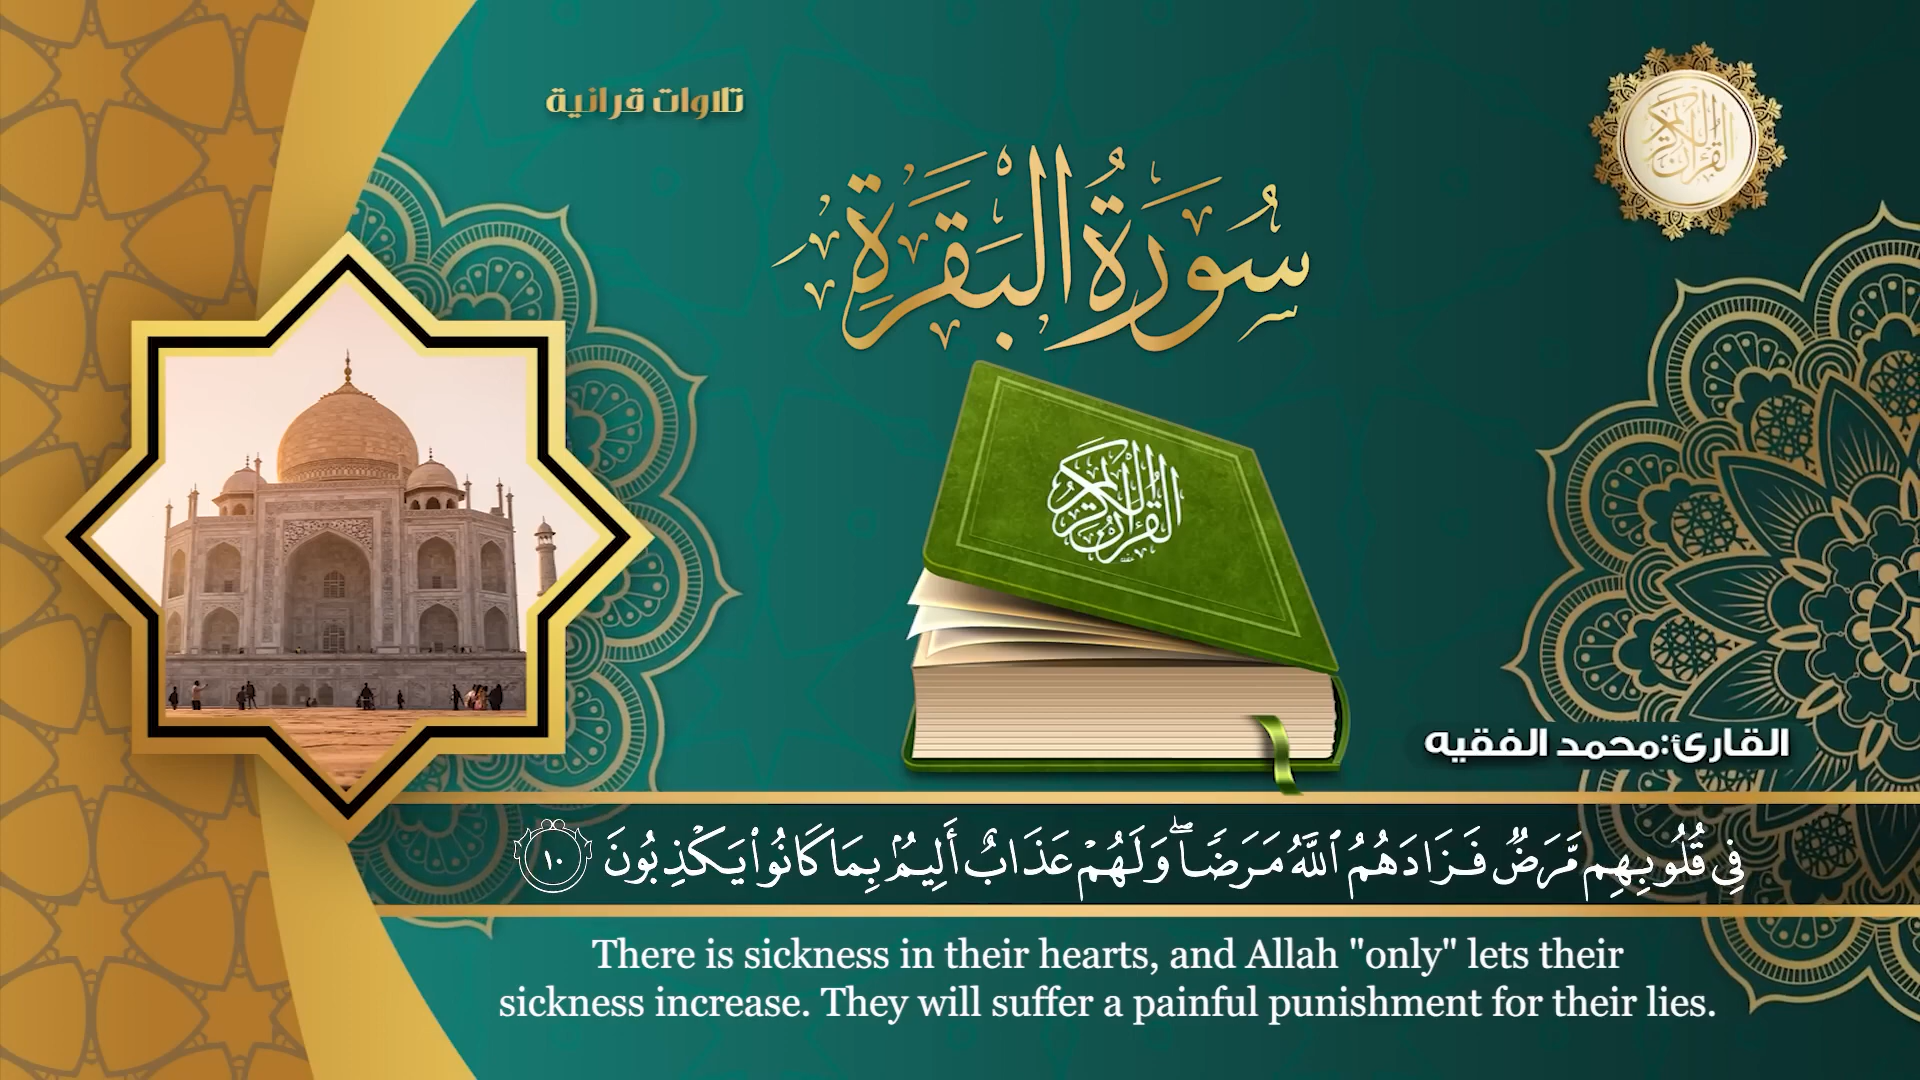 تلاوات قرانية
القرآن الكريم
سُورَةُ البَقَرَةِ
القرآن الكريم
القارئ:محمد الفقيه
فِي قُلُوبِهِم مَّرَضٌ فَزَادَهُمُ ٱللَّهُ مَرَضًاۖ وَلَهُمْ عَذَابٌ أَلِيمٌۢ بِمَا كَانُوا۟ يَكْذِبُونَ ١٠
There is sickness in their hearts, and Allah "only" lets their
sickness increase. They will suffer a painful punishment for their lies.